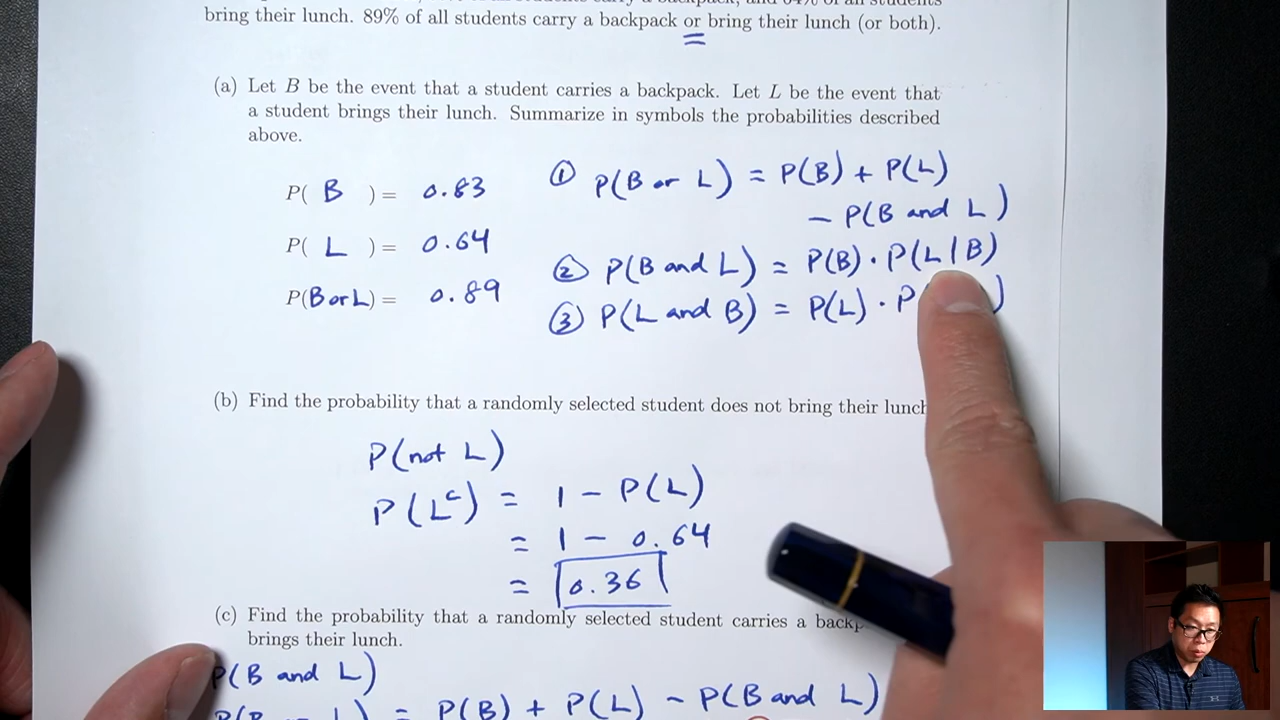 bring their lunch. 89% of all students carry a backpack or bring their lunch (or both).
(a) Let B be the event that a student carries a backpack. Let L be the event that
a student brings their lunch. Summarize in symbols the probabilities described
above.
P( B ) = 0.83
P( L ) = 0.64
P(B or L) = 0.89
① P(B or L) = P(B) + P(L)
− P(B and L)
② P(B and L) = P(B) · P(L|B)
③ P(L and B) = P(L) · P( )
(b) Find the probability that a randomly selected student does not bring their lunch
P(not L)
P(Lᶜ) = 1 − P(L)
= 1 − 0.64
= 0.36
(c) Find the probability that a randomly selected student carries a
brings their lunch.
P(B and L)
= P(B) + P(L) − P(B and L)